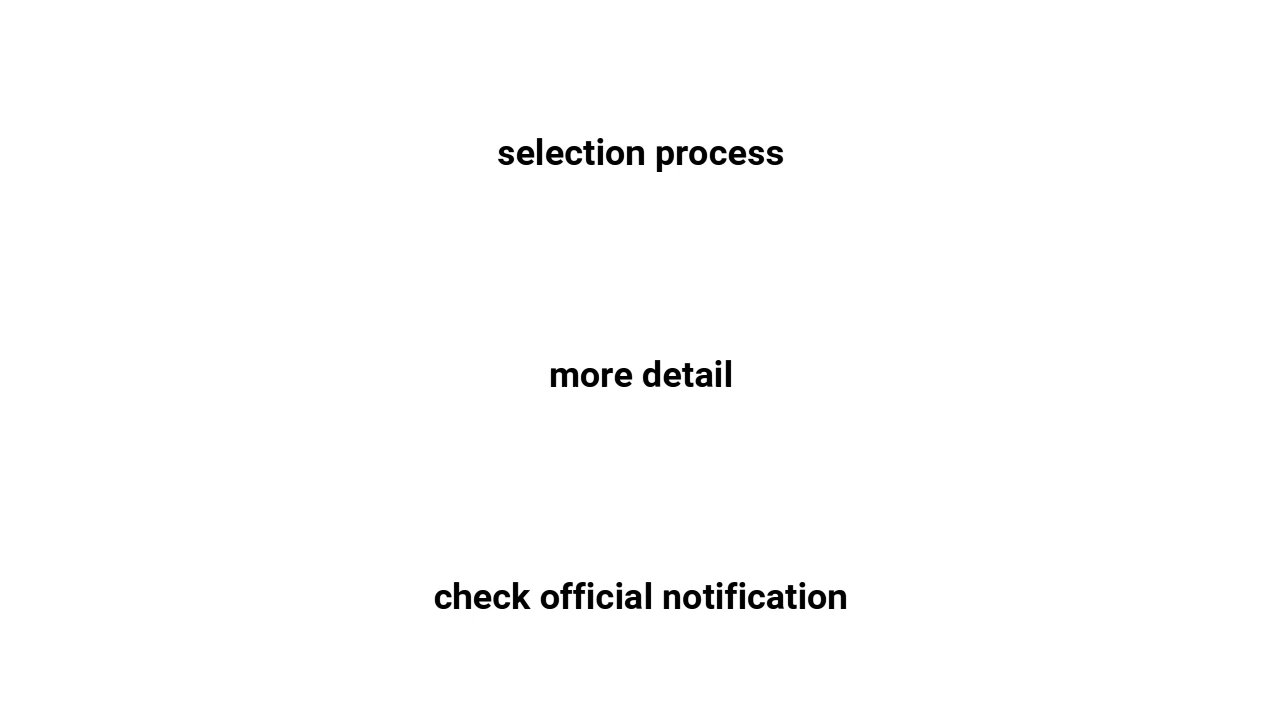 selection process
more detail
check official notification